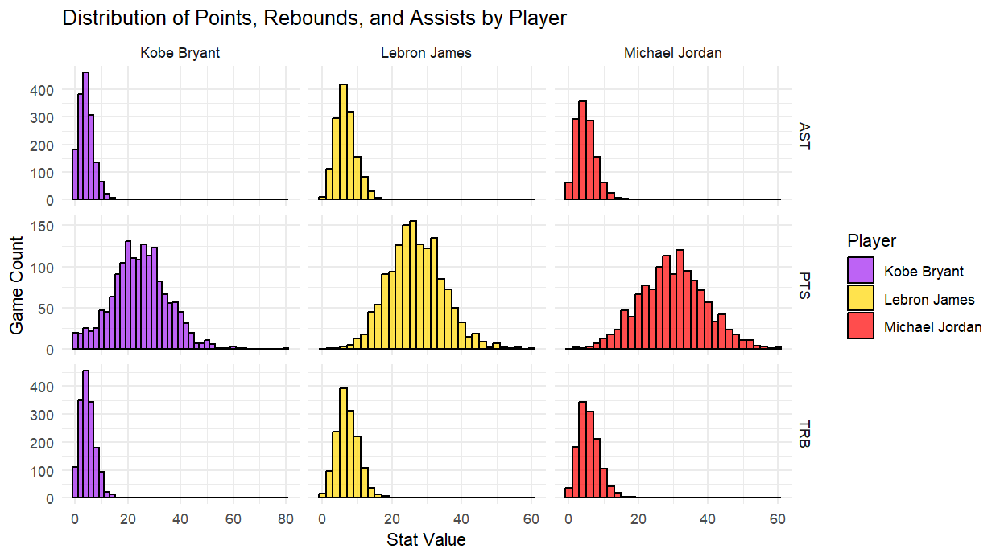 Distribution of Points, Rebounds, and Assists by Player
Kobe Bryant
Lebron James
Michael Jordan
400
300
200
100
0
AST
150
100
50
0
PTS
400
300
200
100
0
TRB
0 20 40 60 80
0 20 40 60
0 20 40 60
Stat Value
Game Count
Player
Kobe Bryant
Lebron James
Michael Jordan